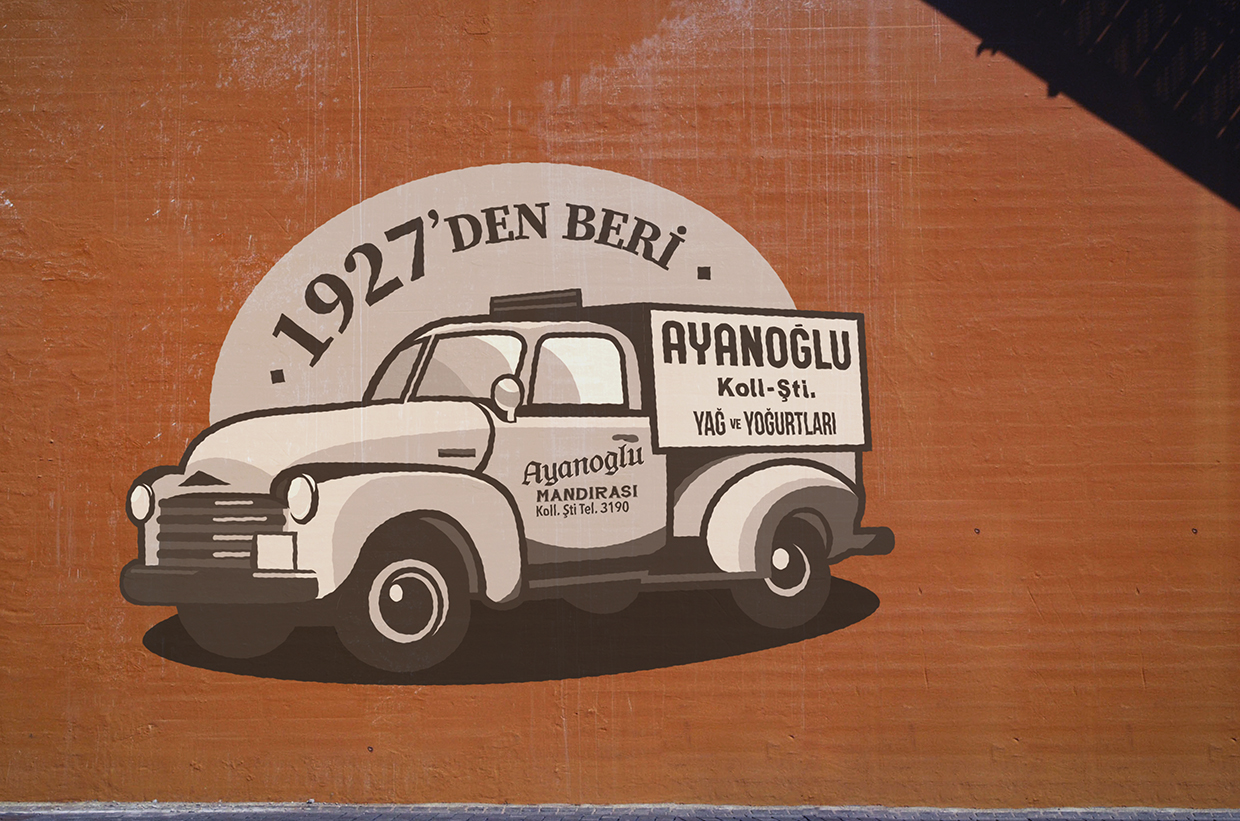 1927'DEN BERİ
AYANOĞLU
Koll-Şti.
YAĞ VE YOĞURTLARI
Ayanoğlu
MANDIRASI
Koll. Şti Tel. 3190